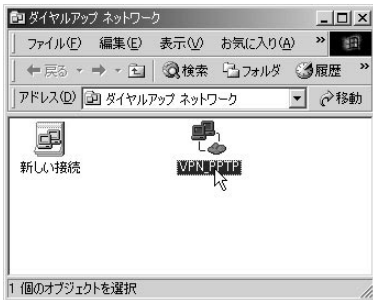 ダイヤルアップ ネットワーク
ファイル(F) 編集(E) 表示(V) お気に入り(A) »
戻る 検索 フォルダ 履歴 »
アドレス(D) ダイヤルアップ ネットワーク 移動
新しい接続 VPN_PPTP
1 個のオブジェクトを選択